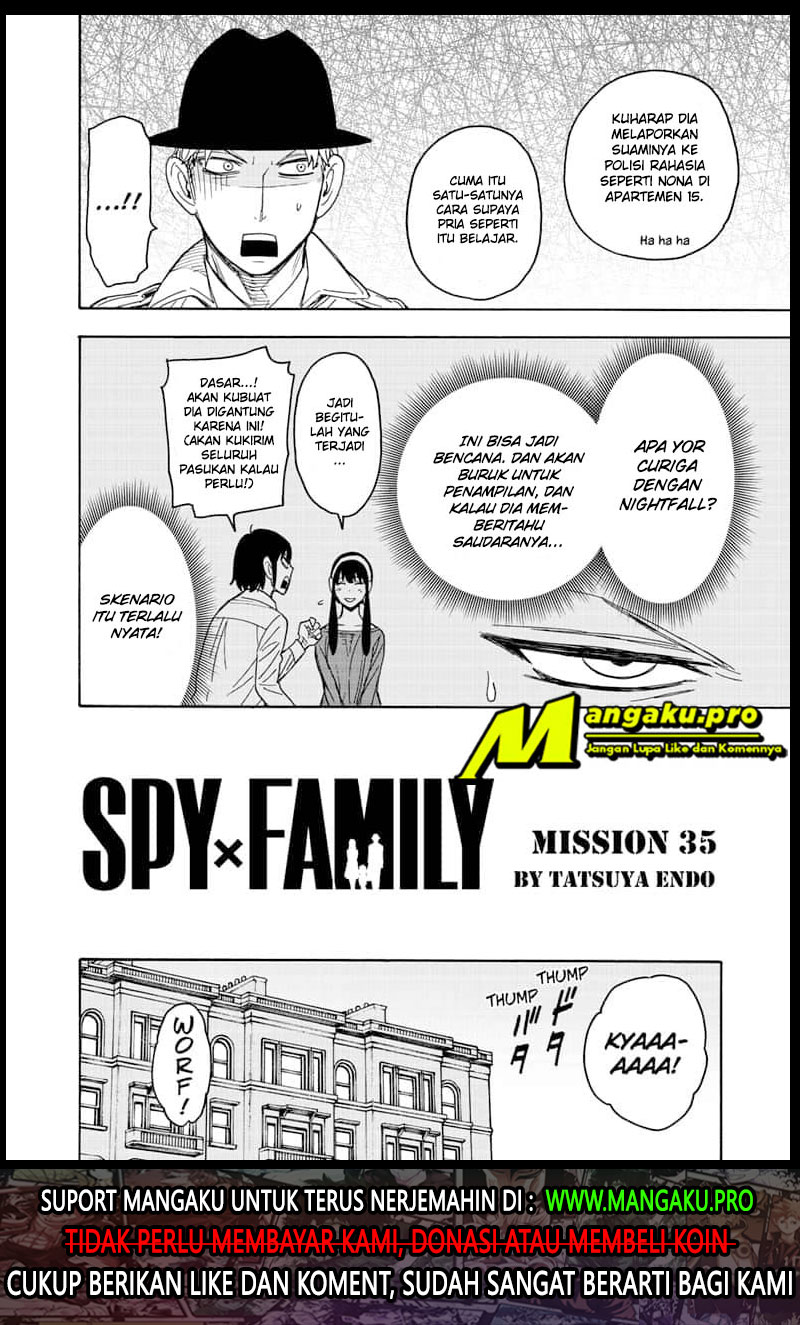 KUHARAP DIA
MELAPORKAN
SUAMINYA KE
POLISI RAHASIA
SEPERTI NONA DI
APARTEMEN 15.
Ha ha ha
CUMA ITU
SATU-SATUNYA
CARA SUPAYA
PRIA SEPERTI
ITU BELAJAR.
...!!
APA YOR
CURIGA
DENGAN
NIGHTFALL?
INI BISA JADI
BENCANA. DAN AKAN
BURUK UNTUK
PENAMPILAN, DAN
KALAU DIA MEM-
BERITAHU
SAUDARANYA...
JADI
BEGITU-
LAH YANG
TERJADI
...
DASAR...!
AKAN KUBUAT
DIA DIGANTUNG
KARENA INI!
(AKAN KUKIRIM
SELURUH
PASUKAN KALAU
PERLU!)
SKENARIO
ITU TERLALU
NYATA!
Mangaku.pro
Jangan Lupa Like dan Komennya
SPY×FAMILY
MISSION 35
BY TATSUYA ENDO
KYAAA-
AAAA!
THUMP
THUMP
ドタ
バタ
WORF!
SUPORT MANGAKU UNTUK TERUS NERJEMAHIN DI : WWW.MANGAKU.PRO
TIDAK PERLU MEMBAYAR KAMI, DONASI ATAU MEMBELI KOIN
CUKUP BERIKAN LIKE DAN KOMENT, SUDAH SANGAT BERARTI BAGI KAMI